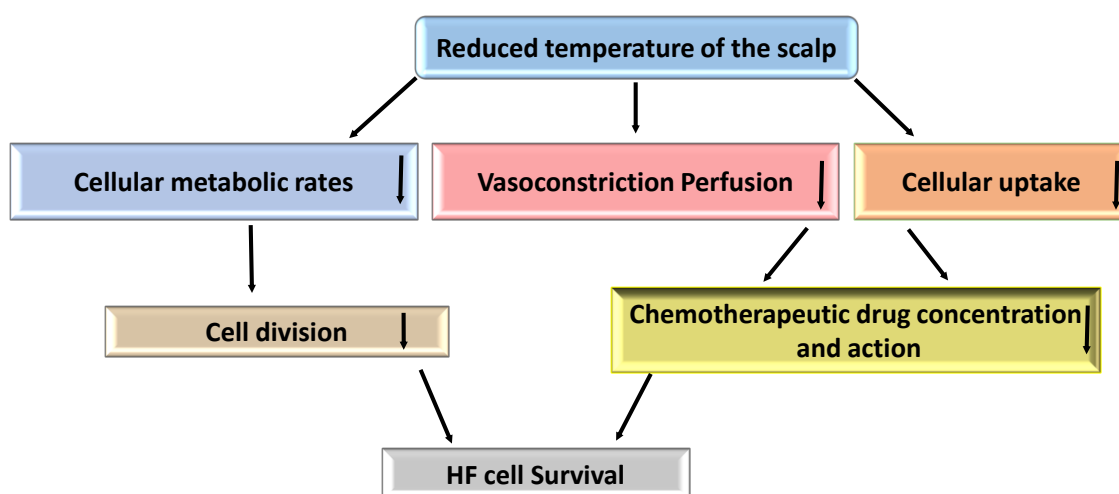 Reduced temperature of the scalp
Cellular metabolic rates
Vasoconstriction Perfusion
Cellular uptake
Cell division
Chemotherapeutic drug concentration
and action
HF cell Survival